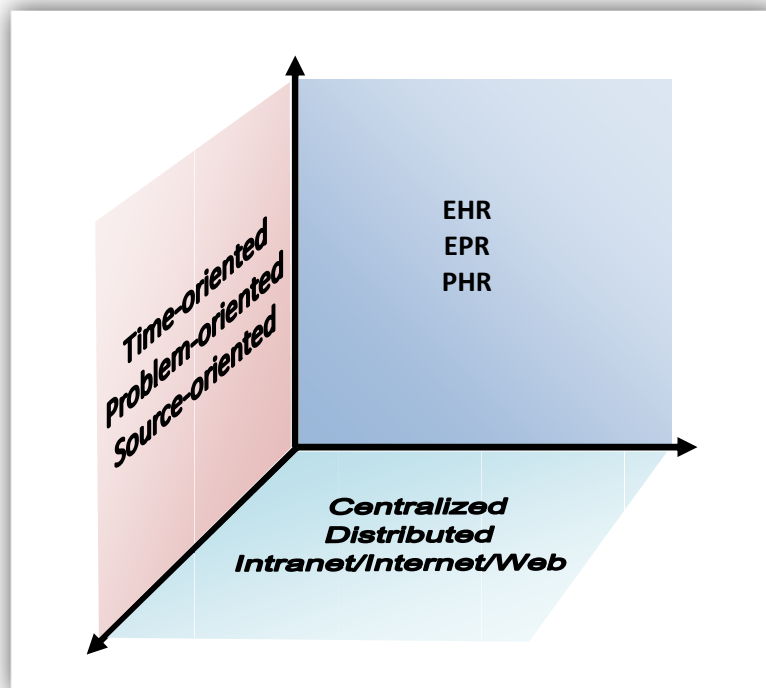 EHR
EPR
PHR
Time-oriented
Problem-oriented
Source-oriented
Centralized
Distributed
Intranet/Internet/Web